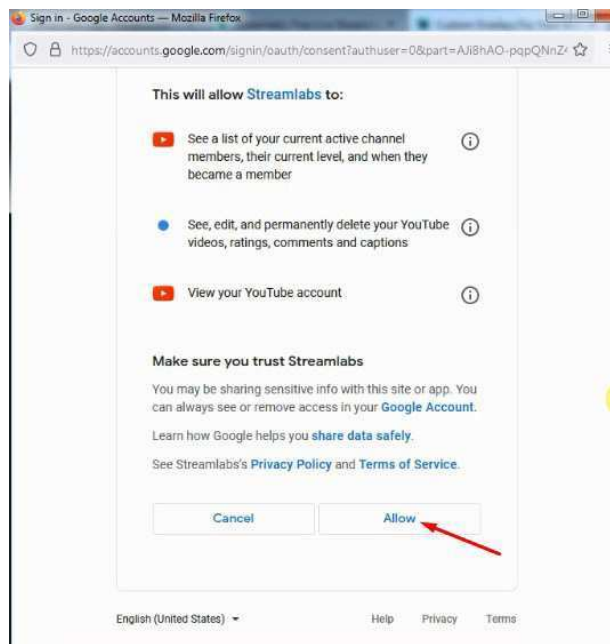 Sign in - Google Accounts — Mozilla Firefox
https://accounts.google.com/signin/oauth/consent?authuser=0&part=AJi8hAO-pqpQNnZ
This will allow Streamlabs to:
See a list of your current active channel
members, their current level, and when they
became a member
See, edit, and permanently delete your YouTube
videos, ratings, comments and captions
View your YouTube account
Make sure you trust Streamlabs
You may be sharing sensitive info with this site or app. You
can always see or remove access in your Google Account.
Learn how Google helps you share data safely.
See Streamlabs's Privacy Policy and Terms of Service.
Cancel Allow
English (United States) Help Privacy Terms